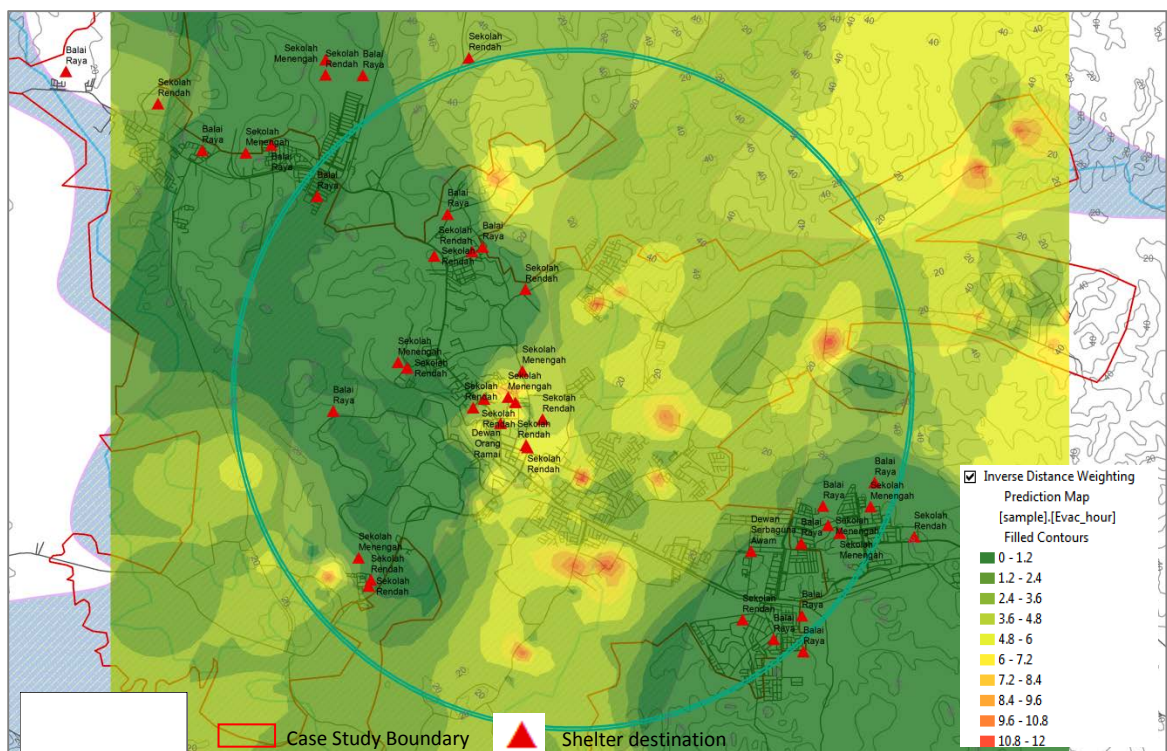 Balai
Raya
Sekolah
Rendah
Sekolah
Menengah
Sekolah
Rendah
Balai
Raya
Sekolah
Rendah
Balai
Raya
Sekolah
Menengah
Balai
Raya
Balai
Raya
Balai
Raya
Sekolah
Rendah
Balai
Raya
Sekolah
Rendah
Sekolah
Rendah
Sekolah
Menengah
Sekolah
Rendah
Sekolah
Menengah
Sekolah
Menengah
Balai
Raya
Sekolah
Rendah
Sekolah
Rendah
Sekolah
Rendah
Sekolah
Rendah
Dewan
Orang
Ramai
Sekolah
Rendah
Sekolah
Menengah
Sekolah
Rendah
Sekolah
Rendah
Balai
Raya
Balai
Raya
Sekolah
Menengah
Dewan
Serbaguna
Awam
Balai
Raya
Sekolah
Menengah
Sekolah
Menengah
Sekolah
Rendah
Sekolah
Rendah
Balai
Raya
Balai
Raya
Balai
Raya
Inverse Distance Weighting
Prediction Map
[sample].[Evac_hour]
Filled Contours
0 - 1.2
1.2 - 2.4
2.4 - 3.6
3.6 - 4.8
4.8 - 6
6 - 7.2
7.2 - 8.4
8.4 - 9.6
9.6 - 10.8
10.8 - 12
Case Study Boundary
Shelter destination